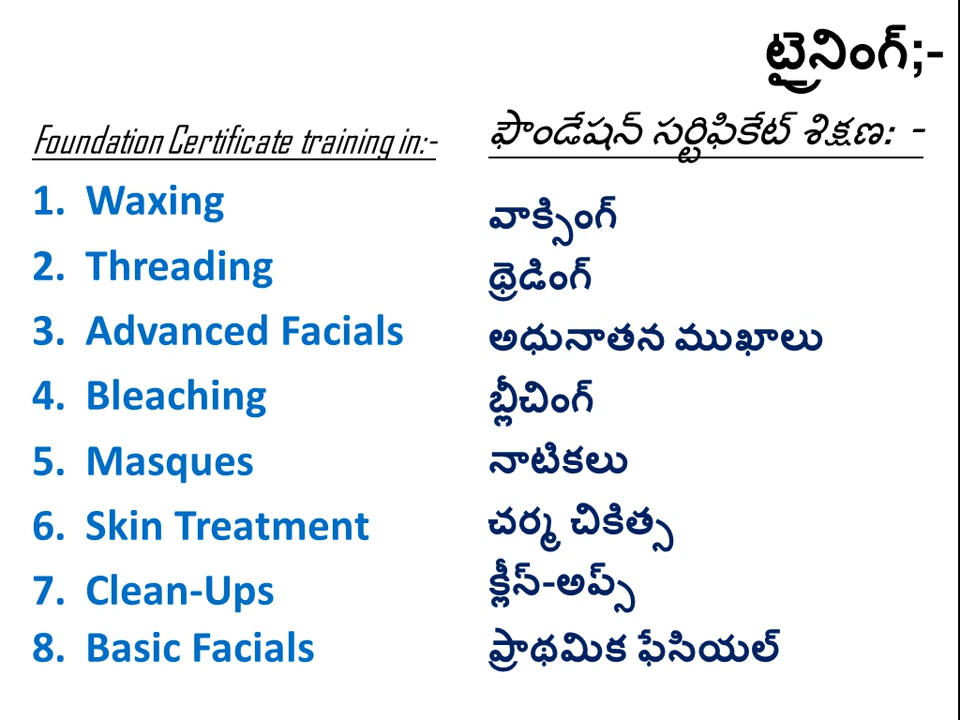 ట్రైనింగ్;-
Foundation Certificate training in:-
1. Waxing
2. Threading
3. Advanced Facials
4. Bleaching
5. Masques
6. Skin Treatment
7. Clean-Ups
8. Basic Facials
ఫౌండేషన్ సర్టిఫికేట్ శిక్షణ: -
వాక్సింగ్
థ్రెడింగ్
అధునాతన ముఖాలు
బ్లీచింగ్
నాటికలు
చర్మ చికిత్స
క్లీన్-అప్స్
ప్రాథమిక ఫేసియల్